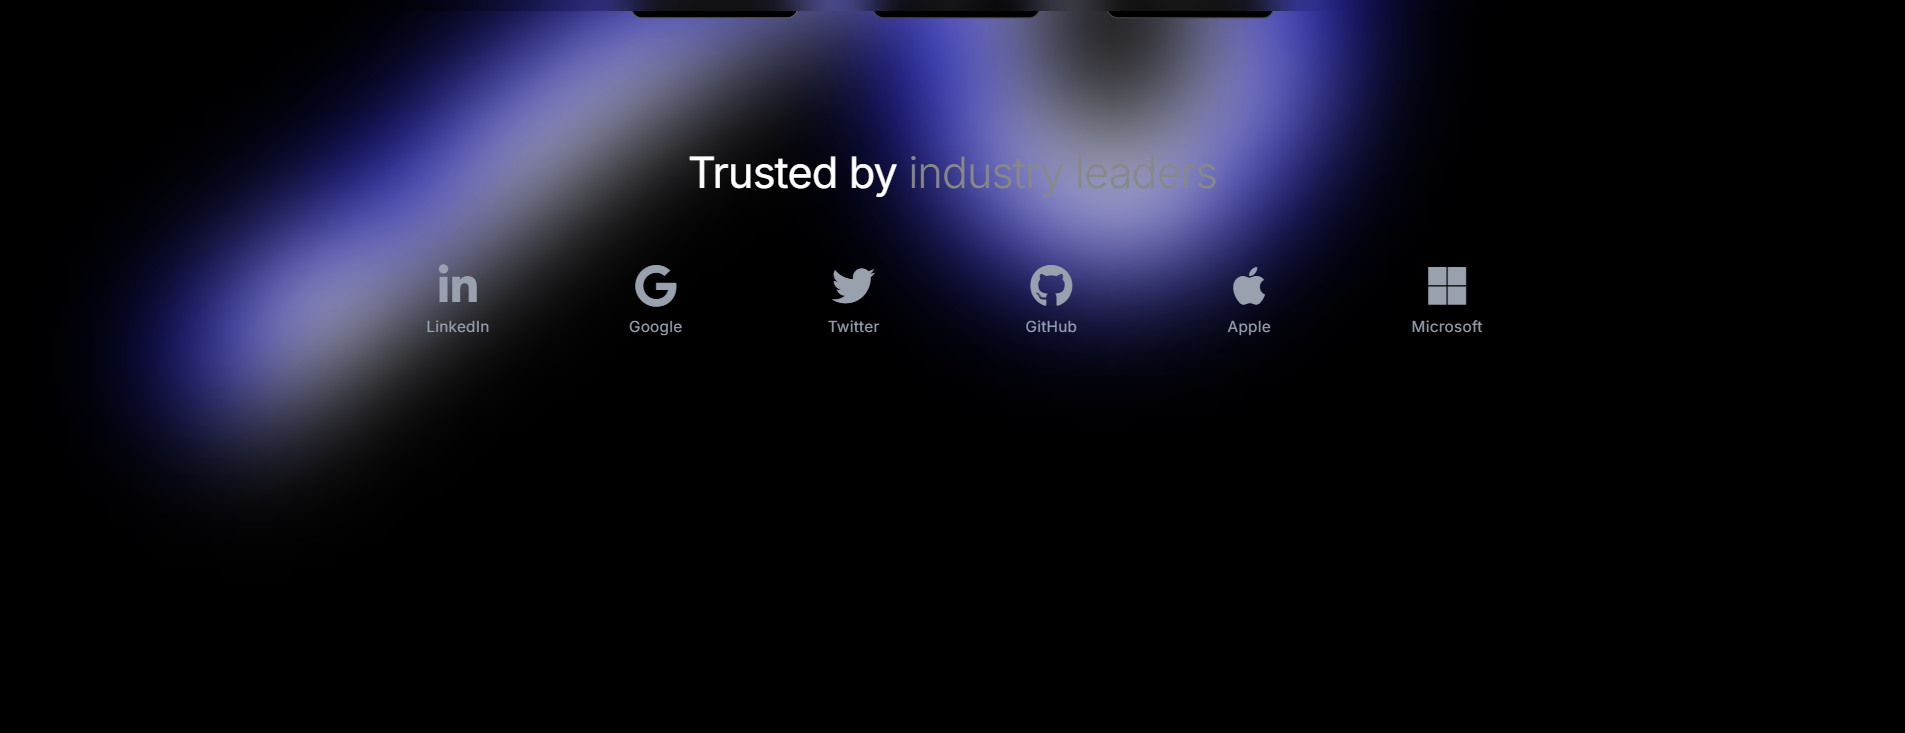 Trusted by industry leaders
LinkedIn
Google
Twitter
GitHub
Apple
Microsoft